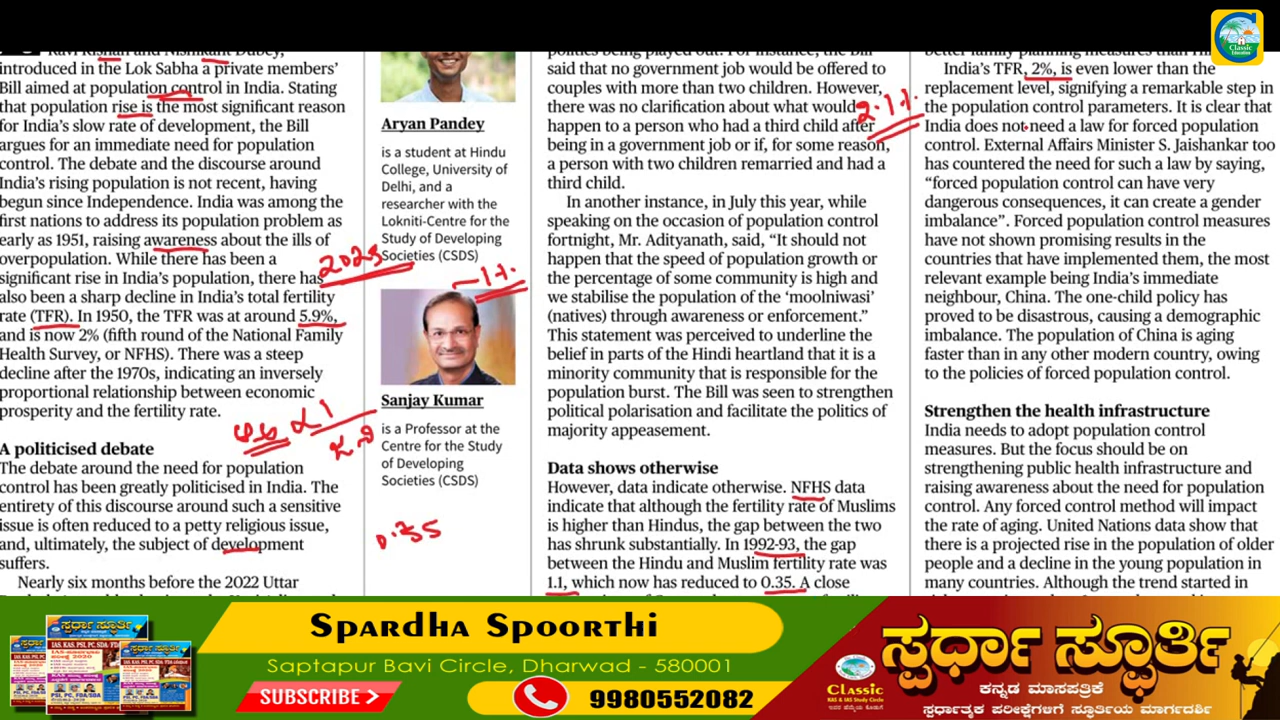 Ravi Kishan and Nishikant Dubey,
introduced in the Lok Sabha a private members'
Bill aimed at population control in India. Stating
that population rise is the most significant reason
for India's slow rate of development, the Bill
argues for an immediate need for population
control. The debate and the discourse around
India's rising population is not recent, having
begun since Independence. India was among the
first nations to address its population problem as
early as 1951, raising awareness about the ills of
overpopulation. While there has been a
significant rise in India's population, there has
also been a sharp decline in India's total fertility
rate (TFR). In 1950, the TFR was at around 5.9%,
and is now 2% (fifth round of the National Family
Health Survey, or NFHS). There was a steep
decline after the 1970s, indicating an inversely
proportional relationship between economic
prosperity and the fertility rate.
A politicised debate
The debate around the need for population
control has been greatly politicised in India. The
entirety of this discourse around such a sensitive
issue is often reduced to a petty religious issue,
and, ultimately, the subject of development
suffers.
Nearly six months before the 2022 Uttar
2023
Aryan Pandey
is a student at Hindu
College, University of
Delhi, and a
researcher with the
Lokniti-Centre for the
Study of Developing
Societies (CSDS)
Sanjay Kumar
is a Professor at the
Centre for the Study
of Developing
Societies (CSDS)
0.35
said that no government job would be offered to
couples with more than two children. However,
there was no clarification about what would
happen to a person who had a third child after
being in a government job or if, for some reason,
a person with two children remarried and had a
third child.
In another instance, in July this year, while
speaking on the occasion of population control
fortnight, Mr. Adityanath, said, "It should not
happen that the speed of population growth or
the percentage of some community is high and
we stabilise the population of the 'moolniwasi'
(natives) through awareness or enforcement."
This statement was perceived to underline the
belief in parts of the Hindi heartland that it is a
minority community that is responsible for the
population burst. The Bill was seen to strengthen
political polarisation and facilitate the politics of
majority appeasement.
Data shows otherwise
However, data indicate otherwise. NFHS data
indicate that although the fertility rate of Muslims
is higher than Hindus, the gap between the two
has shrunk substantially. In 1992-93, the gap
between the Hindu and Muslim fertility rate was
1.1, which now has reduced to 0.35. A close
2.1%
India's TFR, 2%, is even lower than the
replacement level, signifying a remarkable step in
the population control parameters. It is clear that
India does not need a law for forced population
control. External Affairs Minister S. Jaishankar too
has countered the need for such a law by saying,
"forced population control can have very
dangerous consequences, it can create a gender
imbalance". Forced population control measures
have not shown promising results in the
countries that have implemented them, the most
relevant example being India's immediate
neighbour, China. The one-child policy has
proved to be disastrous, causing a demographic
imbalance. The population of China is aging
faster than in any other modern country, owing
to the policies of forced population control.
Strengthen the health infrastructure
India needs to adopt population control
measures. But the focus should be on
strengthening public health infrastructure and
raising awareness about the need for population
control. Any forced control method will impact
the rate of aging. United Nations data show that
there is a projected rise in the population of older
people and a decline in the young population in
many countries. Although the trend started in
Classic
Education
Spardha Spoorthi
Saptapur Bavi Circle, Dharwad - 580001
SUBSCRIBE >
9980552082
Classic
KAS & IAS Study Circle
ಸ್ಪರ್ಧಾ ಸ್ಫೂರ್ತಿ
ಕನ್ನಡ ಮಾಸಪತ್ರಿಕೆ
ಸ್ಪರ್ಧಾತ್ಮಕ ಪರೀಕ್ಷೆಗಳಿಗೆ ಸ್ಫೂರ್ತಿಯ ಮಾರ್ಗದರ್ಶಿ